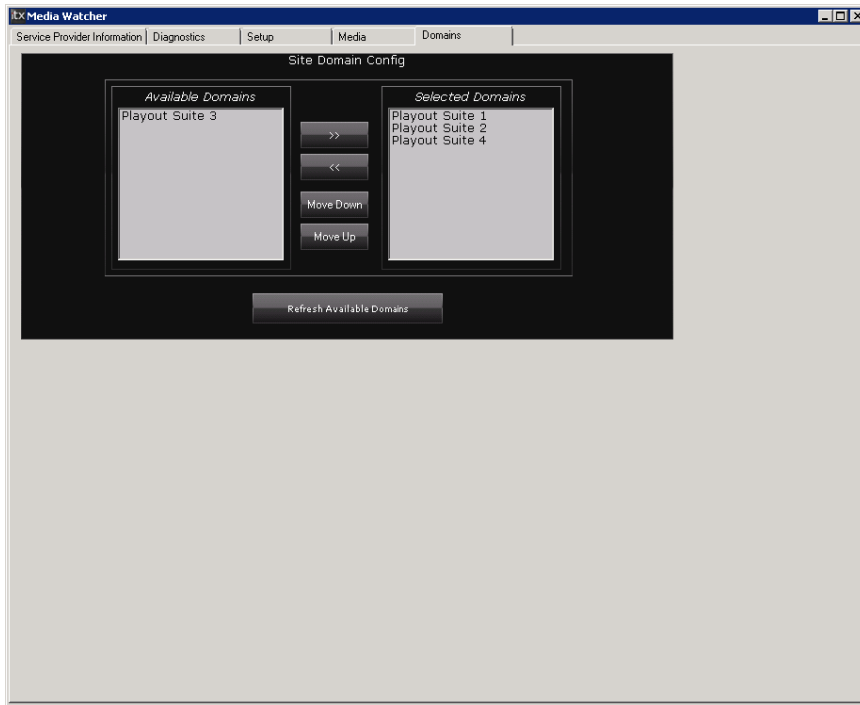 itx Media Watcher
Service Provider Information Diagnostics Setup Media Domains
Site Domain Config
Available Domains
Selected Domains
Playout Suite 3
Playout Suite 1
Playout Suite 2
Playout Suite 4
>>
<<
Move Down
Move Up
Refresh Available Domains